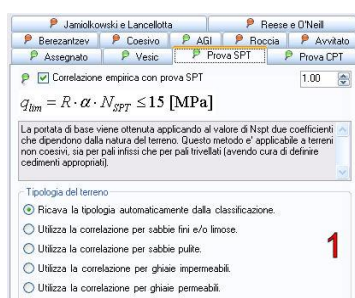 Jamiolkowski e Lancellotta
Reese e O'Neill
Berezantzev
Coesivo
AGI
Roccia
Avvitato
Assegnato
Vesic
Prova SPT
Prova CPT
Correlazione empirica con prova SPT
1.00
q_lim = R · α · N_SPT ≤ 15 [MPa]
La portata di base viene ottenuta applicando al valore di Nspt due coefficienti
che dipendono dalla natura del terreno. Questo metodo e' applicabile a terreni
non coesivi, sia per pali infissi che per pali trivellati (avendo cura di definire
cedimenti appropriati).
Tipologia del terreno
Ricava la tipologia automaticamente dalla classificazione.
Utilizza la correlazione per sabbie fini e/o limose.
Utilizza la correlazione per sabbie pulite.
Utilizza la correlazione per ghiaie impermeabili.
Utilizza la correlazione per ghiaie permeabili.
1